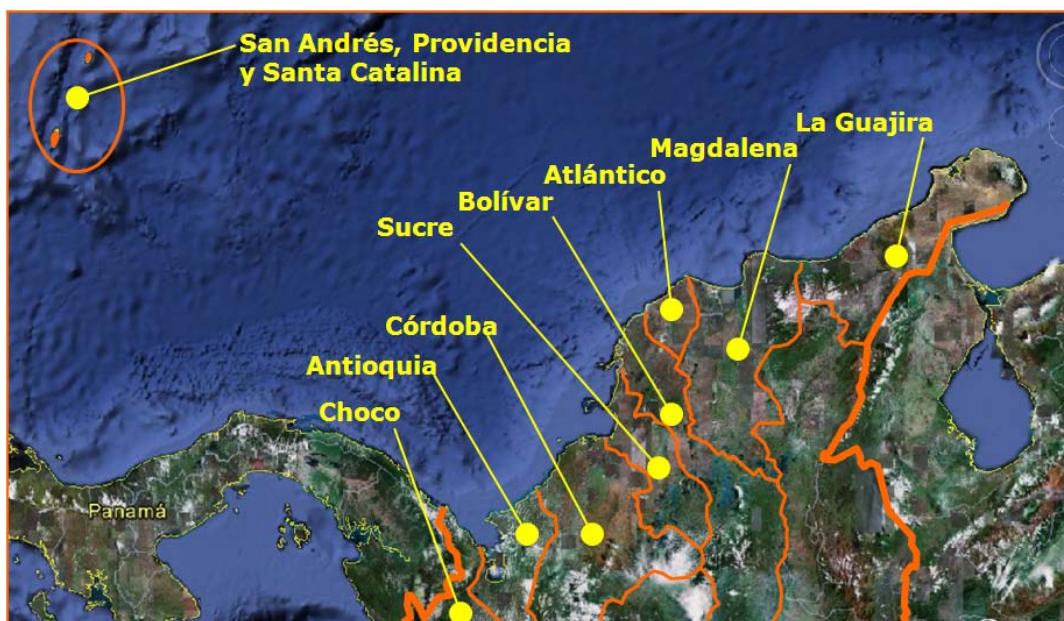 San Andrés, Providencia
y Santa Catalina
La Guajira
Magdalena
Atlántico
Bolívar
Sucre
Córdoba
Antioquia
Choco
Panamá